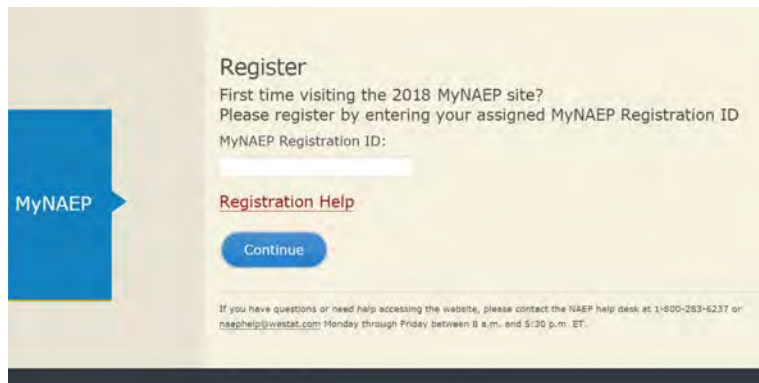 Register
First time visiting the 2018 MyNAEP site?
Please register by entering your assigned MyNAEP Registration ID
MyNAEP Registration ID:
MyNAEP
Registration Help
Continue
If you have questions or need help accessing the website, please contact the NAEP help desk at 1-800-283-6237 or
naephelp@westat.com Monday through Friday between 8 a.m. and 5:30 p.m. ET.